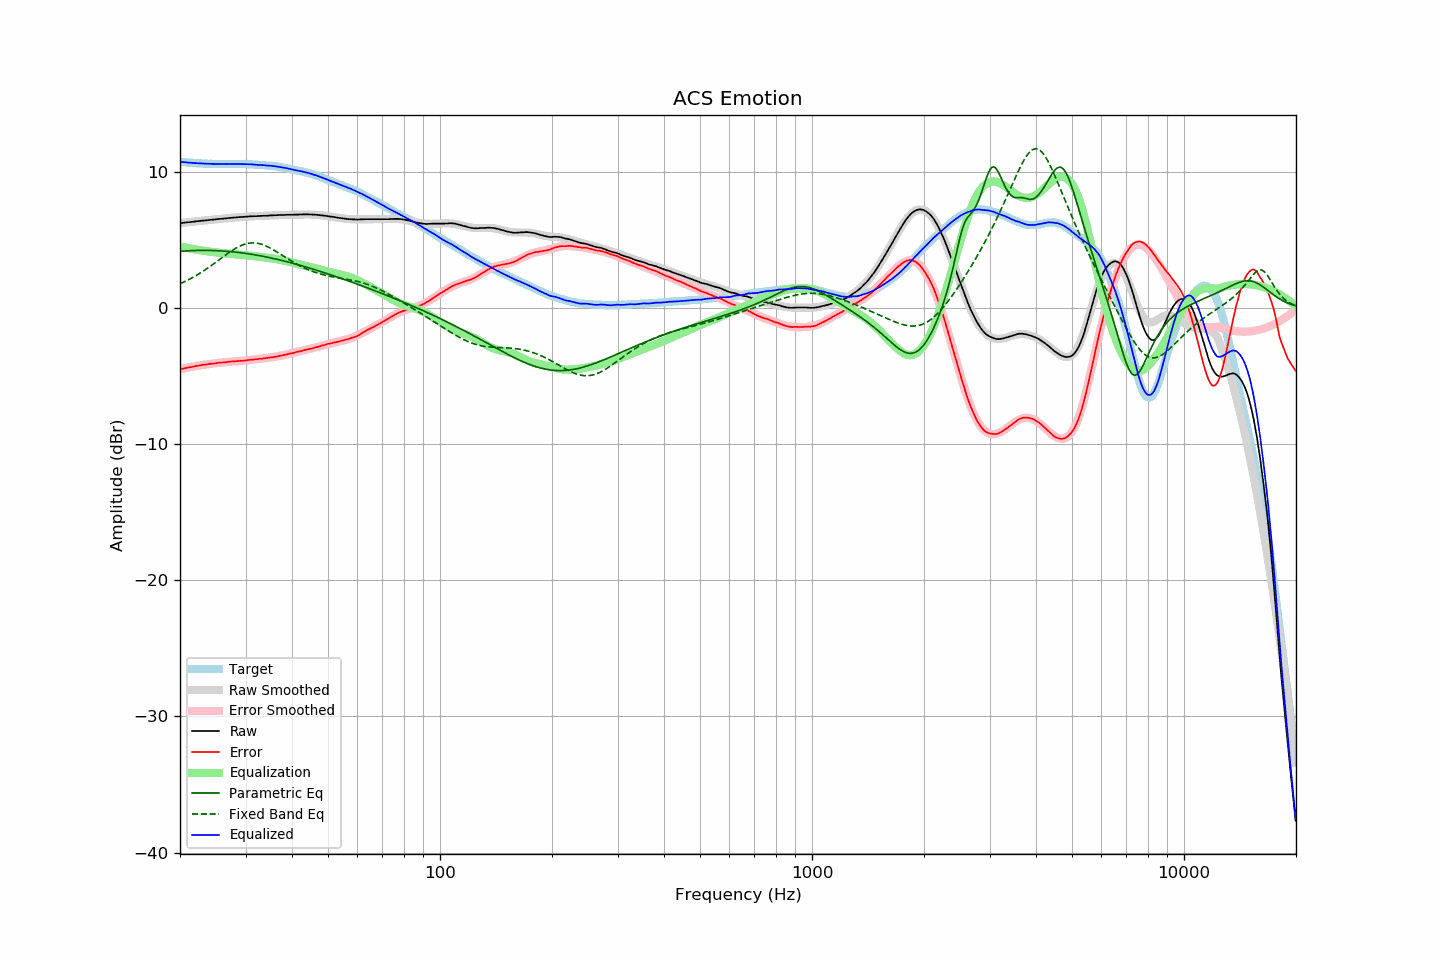 ACS Emotion
10
0
−10
−20
−30
−40
Amplitude (dBr)
Target
Raw Smoothed
Error Smoothed
Raw
Error
Equalization
Parametric Eq
Fixed Band Eq
Equalized
100
1000
10000
Frequency (Hz)